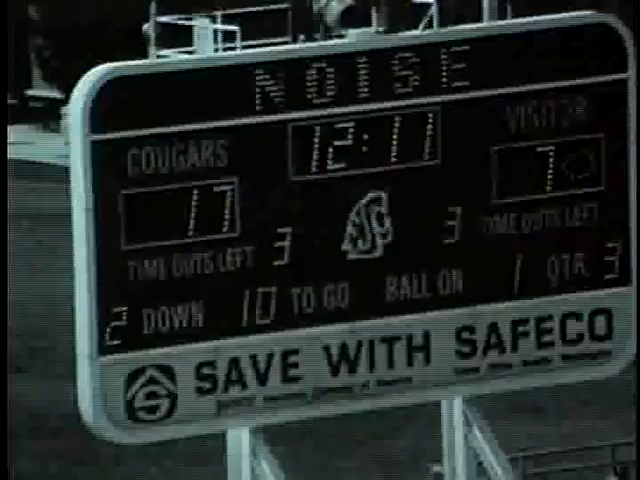 NOISE
COUGARS 12:11 VISITOR
17 7
TIME OUTS LEFT 3 3 TIME OUTS LEFT
2 DOWN 10 TO GO BALL ON 1 QTR 3
SAVE WITH SAFECO